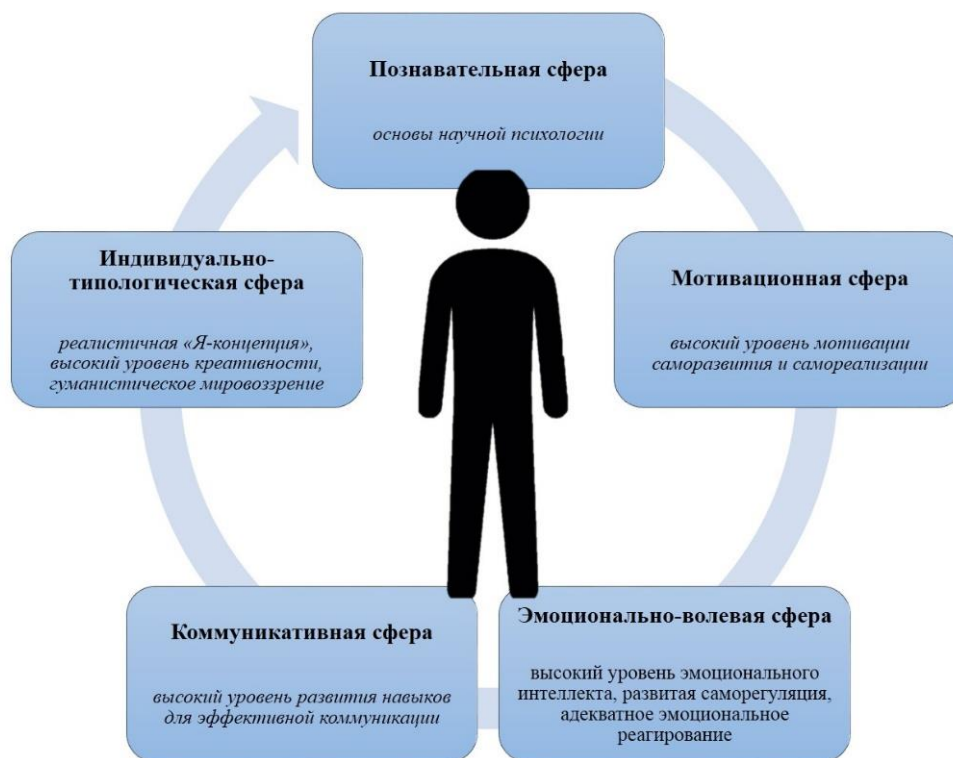 Познавательная сфера
основы научной психологии
Мотивационная сфера
высокий уровень мотивации
саморазвития и самореализации
Эмоционально-волевая сфера
высокий уровень эмоционального
интеллекта, развитая саморегуляция,
адекватное эмоциональное
реагирование
Коммуникативная сфера
высокий уровень развития навыков
для эффективной коммуникации
Индивидуально-
типологическая сфера
реалистичная «Я-концепция»,
высокий уровень креативности,
гуманистическое мировоззрение